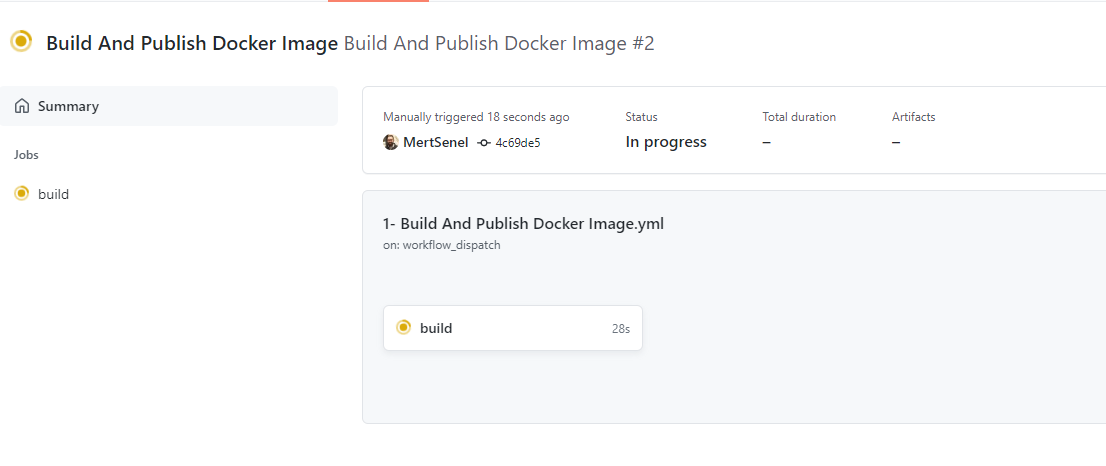 Build And Publish Docker Image Build And Publish Docker Image #2
Summary
Jobs
build
Manually triggered 18 seconds ago
MertSenel 4c69de5
Status
In progress
Total duration
–
Artifacts
–
1- Build And Publish Docker Image.yml
on: workflow_dispatch
build 28s